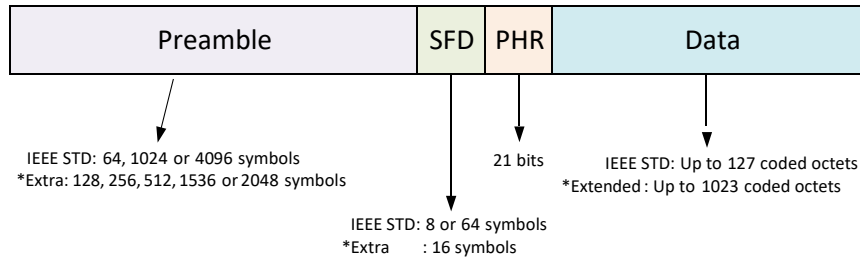 Preamble SFD PHR Data
IEEE STD: 64, 1024 or 4096 symbols
*Extra: 128, 256, 512, 1536 or 2048 symbols
21 bits
IEEE STD: Up to 127 coded octets
*Extended : Up to 1023 coded octets
IEEE STD: 8 or 64 symbols
*Extra : 16 symbols